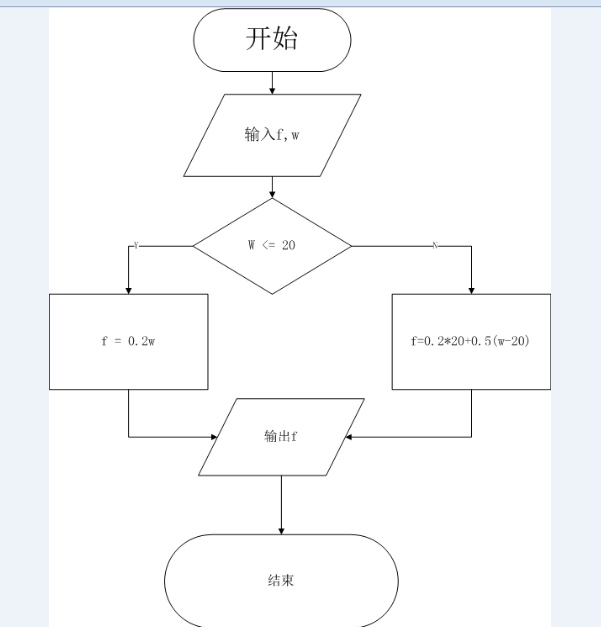 开始
输入f,w
W <= 20
Y
N
f = 0.2w
f=0.2*20+0.5(w-20)
输出f
结束